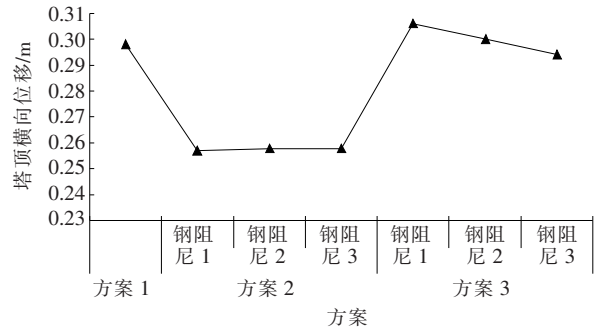 塔顶横向位移/m
0.31
0.30
0.29
0.28
0.27
0.26
0.25
0.24
0.23
钢阻尼 1
钢阻尼 2
钢阻尼 3
钢阻尼 1
钢阻尼 2
钢阻尼 3
方案 1
方案 2
方案 3
方案